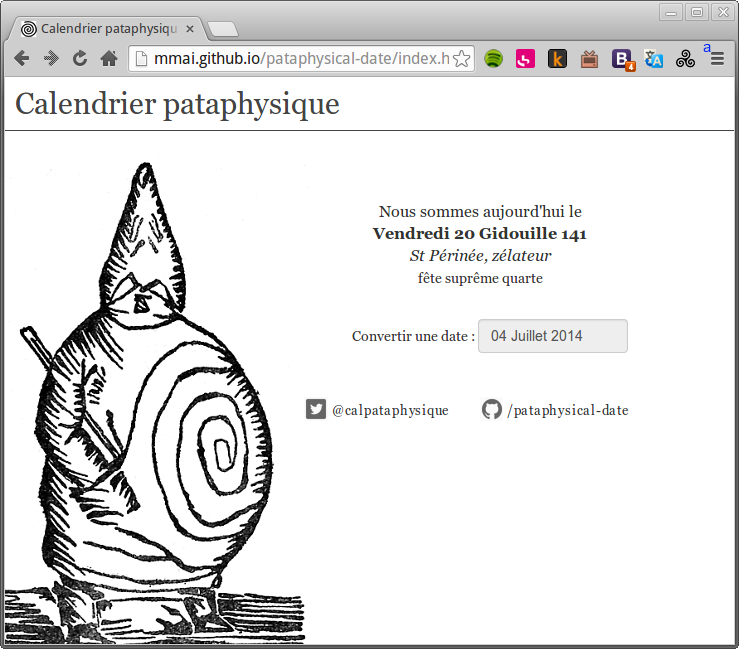 Calendrier pataphysiqu
mmai.github.io/pataphysical-date/index.h
k
B
4
A
a
Calendrier pataphysique
Nous sommes aujourd'hui le
Vendredi 20 Gidouille 141
St Périnée, zélateur
fête suprême quarte
Convertir une date : 04 Juillet 2014
@calpataphysique /pataphysical-date